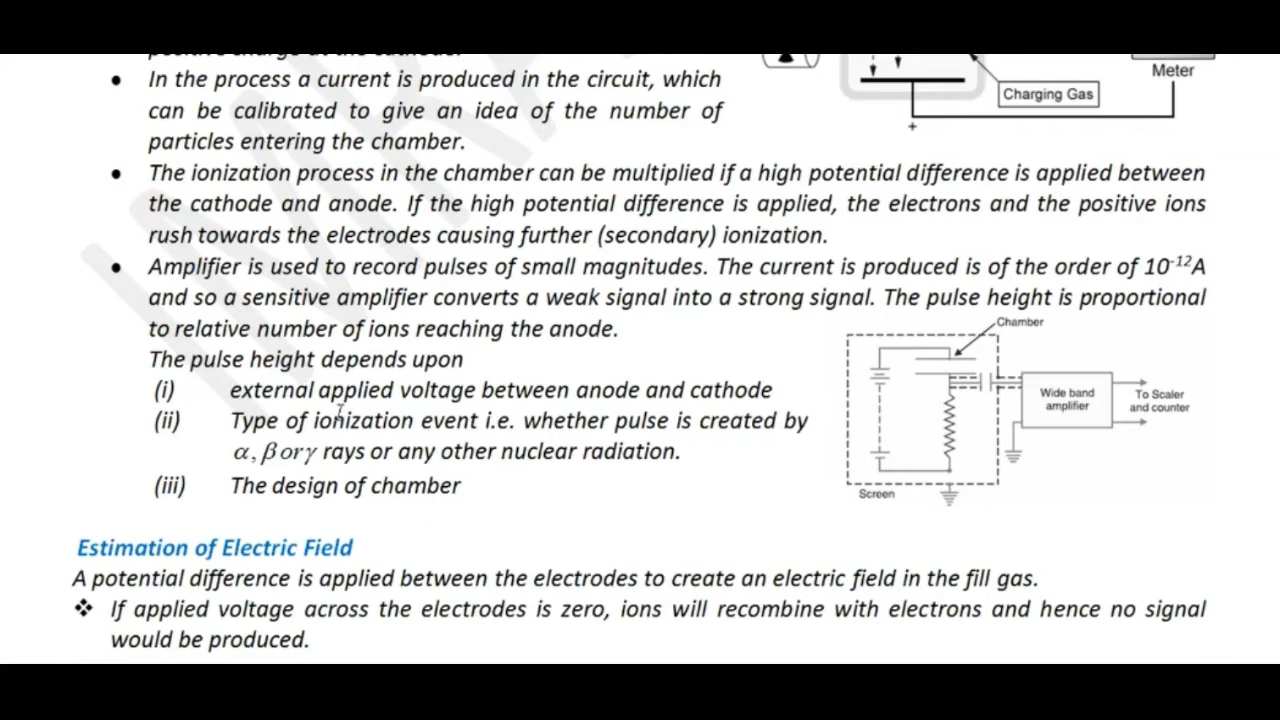 positive charge at the cathode.
In the process a current is produced in the circuit, which
can be calibrated to give an idea of the number of
particles entering the chamber.
Meter
Charging Gas
+
The ionization process in the chamber can be multiplied if a high potential difference is applied between
the cathode and anode. If the high potential difference is applied, the electrons and the positive ions
rush towards the electrodes causing further (secondary) ionization.
Amplifier is used to record pulses of small magnitudes. The current is produced is of the order of 10⁻¹²A
and so a sensitive amplifier converts a weak signal into a strong signal. The pulse height is proportional
to relative number of ions reaching the anode.
The pulse height depends upon
(i) external applied voltage between anode and cathode
(ii) Type of ionization event i.e. whether pulse is created by
α, β orγ rays or any other nuclear radiation.
(iii) The design of chamber
Chamber
Wide band
amplifier
To Scaler
and counter
Screen
Estimation of Electric Field
A potential difference is applied between the electrodes to create an electric field in the fill gas.
❖ If applied voltage across the electrodes is zero, ions will recombine with electrons and hence no signal
would be produced.